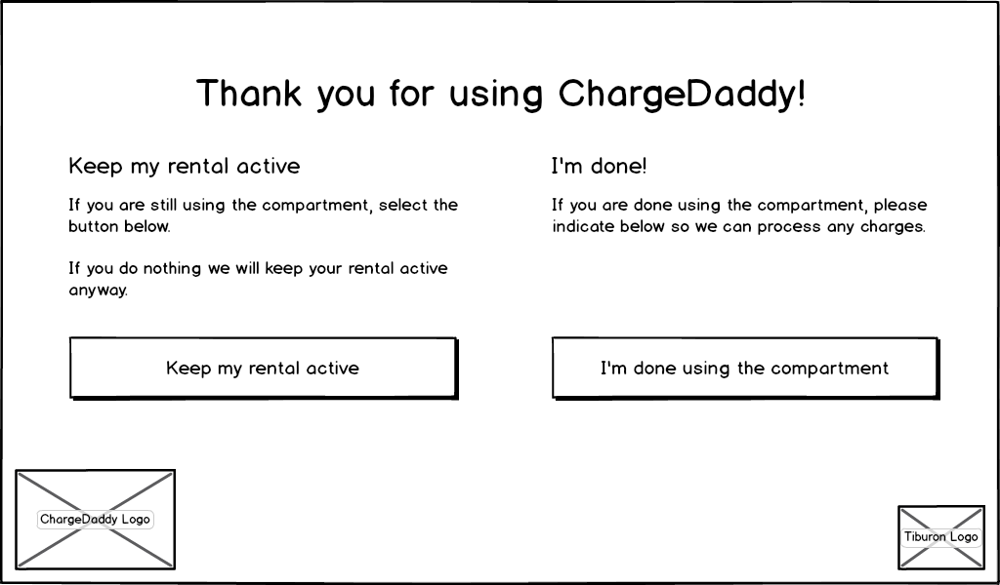 Thank you for using ChargeDaddy!
Keep my rental active
If you are still using the compartment, select the
button below.
If you do nothing we will keep your rental active
anyway.
Keep my rental active
I'm done!
If you are done using the compartment, please
indicate below so we can process any charges.
I'm done using the compartment
ChargeDaddy Logo
Tiburon Logo